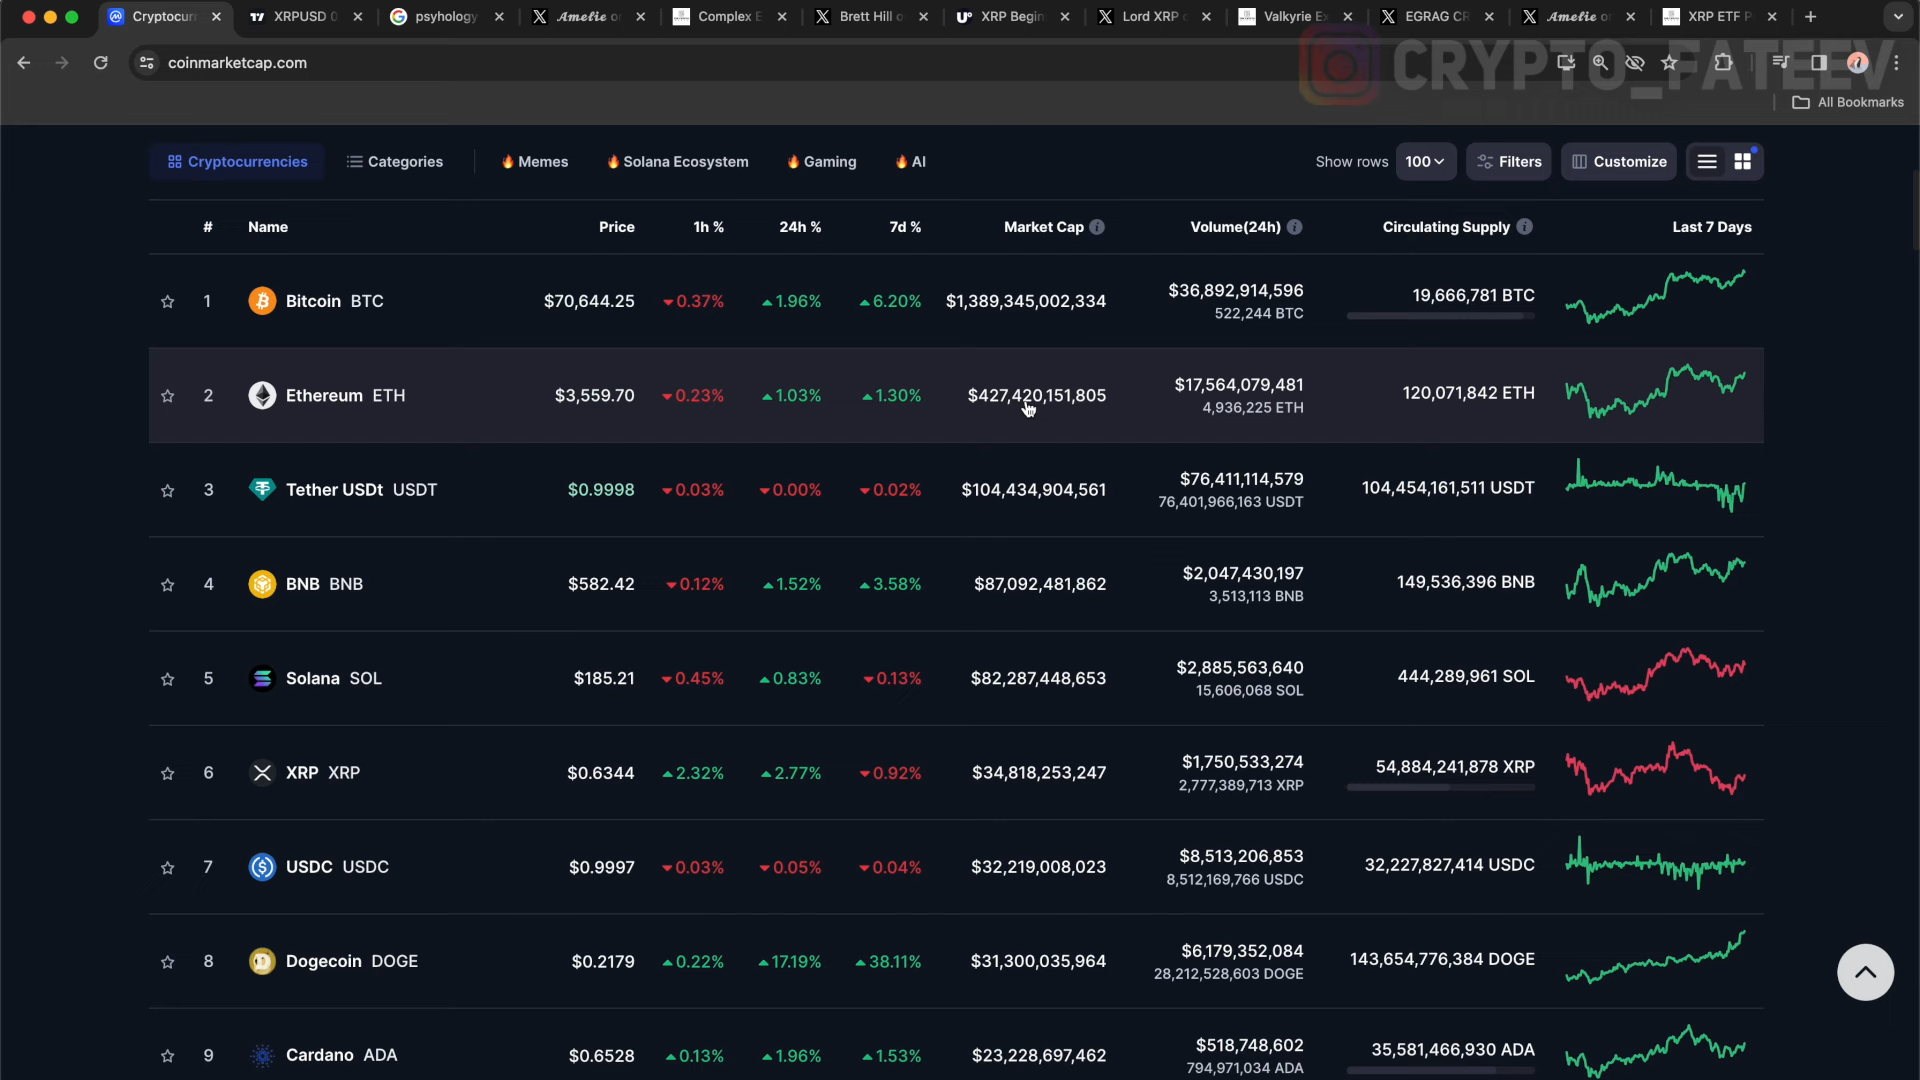 Cryptocurr
XRPUSD
psyhology
𝓐𝓶𝓮𝓵𝓲𝓮
Complex E
Brett Hill o
XRP Begin
Lord XRP o
Valkyrie Ex
EGRAG CR
𝓐𝓶𝓮𝓵𝓲𝓮
XRP ETF P
coinmarketcap.com
CRYPTO_FATEEV
All Bookmarks
Cryptocurrencies Categories Memes Solana Ecosystem Gaming AI Show rows 100 Filters Customize
# Name Price 1h % 24h % 7d % Market Cap Volume(24h) Circulating Supply Last 7 Days
1 Bitcoin BTC $70,644.25 0.37% 1.96% 6.20% $1,389,345,002,334 $36,892,914,596 19,666,781 BTC
522,244 BTC
2 Ethereum ETH $3,559.70 0.23% 1.03% 1.30% $427,420,151,805 $17,564,079,481 120,071,842 ETH
4,936,225 ETH
3 Tether USDt USDT $0.9998 0.03% 0.00% 0.02% $104,434,904,561 $76,411,114,579 104,454,161,511 USDT
76,401,966,163 USDT
4 BNB BNB $582.42 0.12% 1.52% 3.58% $87,092,481,862 $2,047,430,197 149,536,396 BNB
3,513,113 BNB
5 Solana SOL $185.21 0.45% 0.83% 0.13% $82,287,448,653 $2,885,563,640 444,289,961 SOL
15,606,068 SOL
6 XRP XRP $0.6344 2.32% 2.77% 0.92% $34,818,253,247 $1,750,533,274 54,884,241,878 XRP
2,777,389,713 XRP
7 USDC USDC $0.9997 0.03% 0.05% 0.04% $32,219,008,023 $8,513,206,853 32,227,827,414 USDC
8,512,169,766 USDC
8 Dogecoin DOGE $0.2179 0.22% 17.19% 38.11% $31,300,035,964 $6,179,352,084 143,654,776,384 DOGE
28,212,528,603 DOGE
9 Cardano ADA $0.6528 0.13% 1.96% 1.53% $23,228,697,462 $518,748,602 35,581,466,930 ADA
794,971,034 ADA